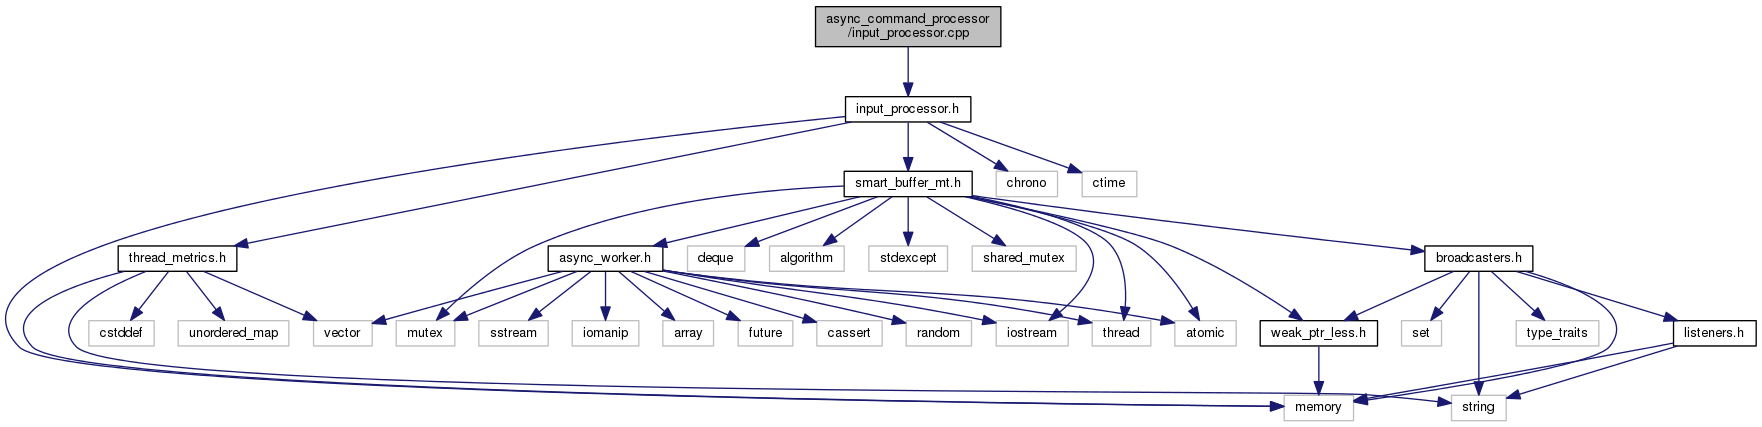 async_command_processor
/input_processor.cpp
input_processor.h
smart_buffer_mt.h
chrono
ctime
thread_metrics.h
async_worker.h
deque
algorithm
stdexcept
shared_mutex
broadcasters.h
cstddef
unordered_map
vector
mutex
sstream
iomanip
array
future
cassert
random
iostream
thread
atomic
weak_ptr_less.h
set
type_traits
listeners.h
memory
string